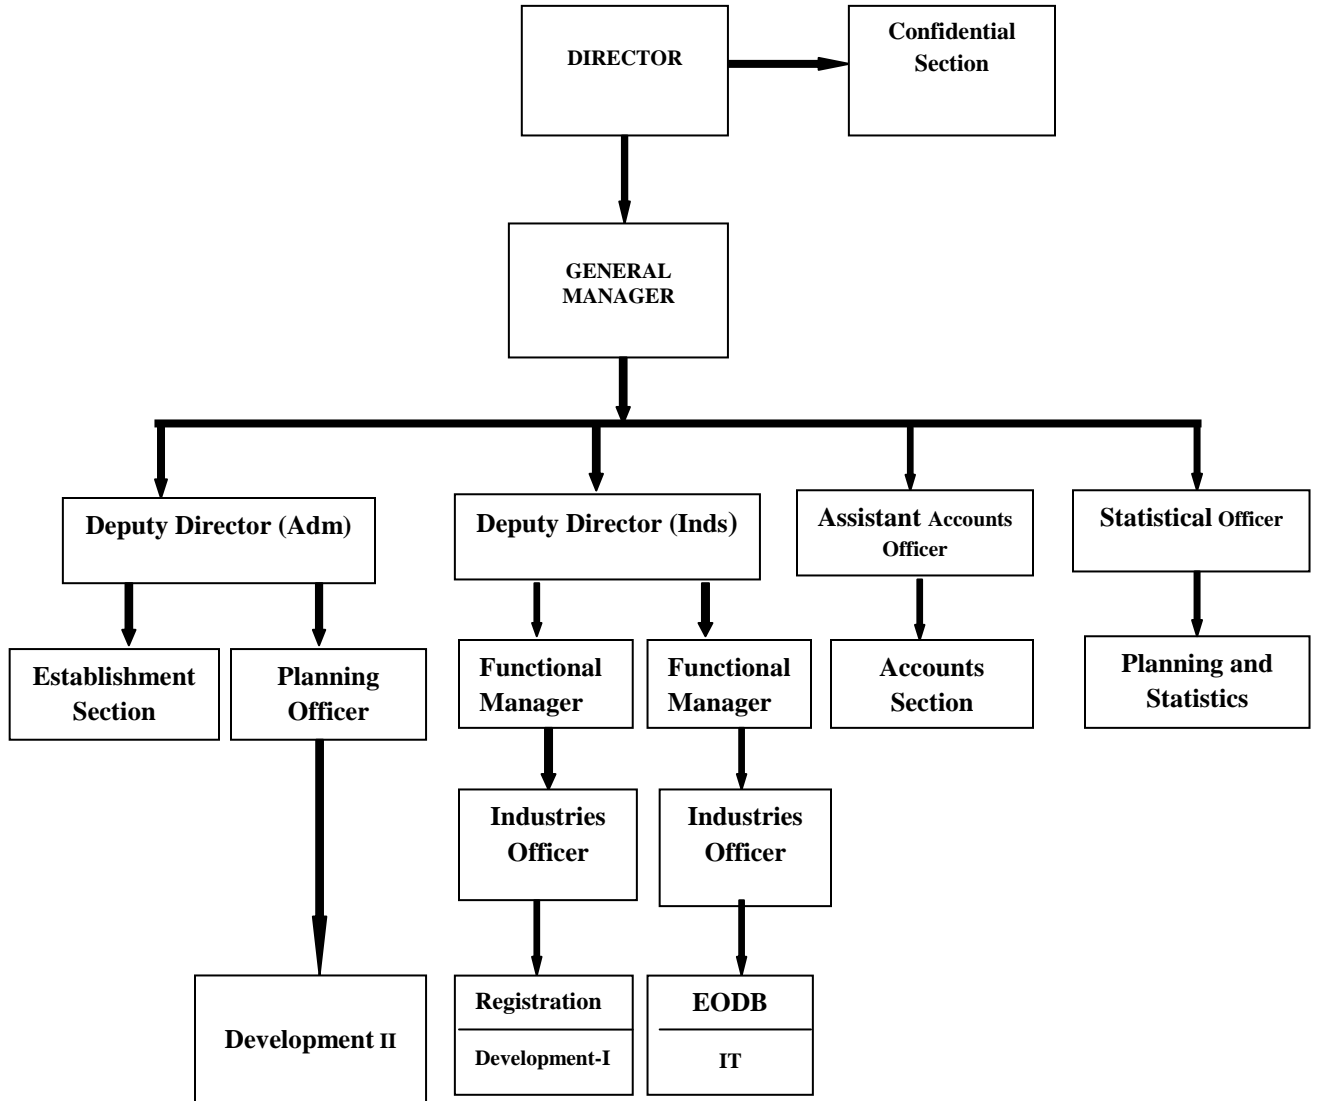 DIRECTOR
Confidential
Section
GENERAL
MANAGER
Deputy Director (Adm)
Deputy Director (Inds)
Assistant Accounts
Officer
Statistical Officer
Establishment
Section
Planning
Officer
Functional
Manager
Functional
Manager
Accounts
Section
Planning and
Statistics
Industries
Officer
Industries
Officer
Development II
Registration
Development-I
EODB
IT